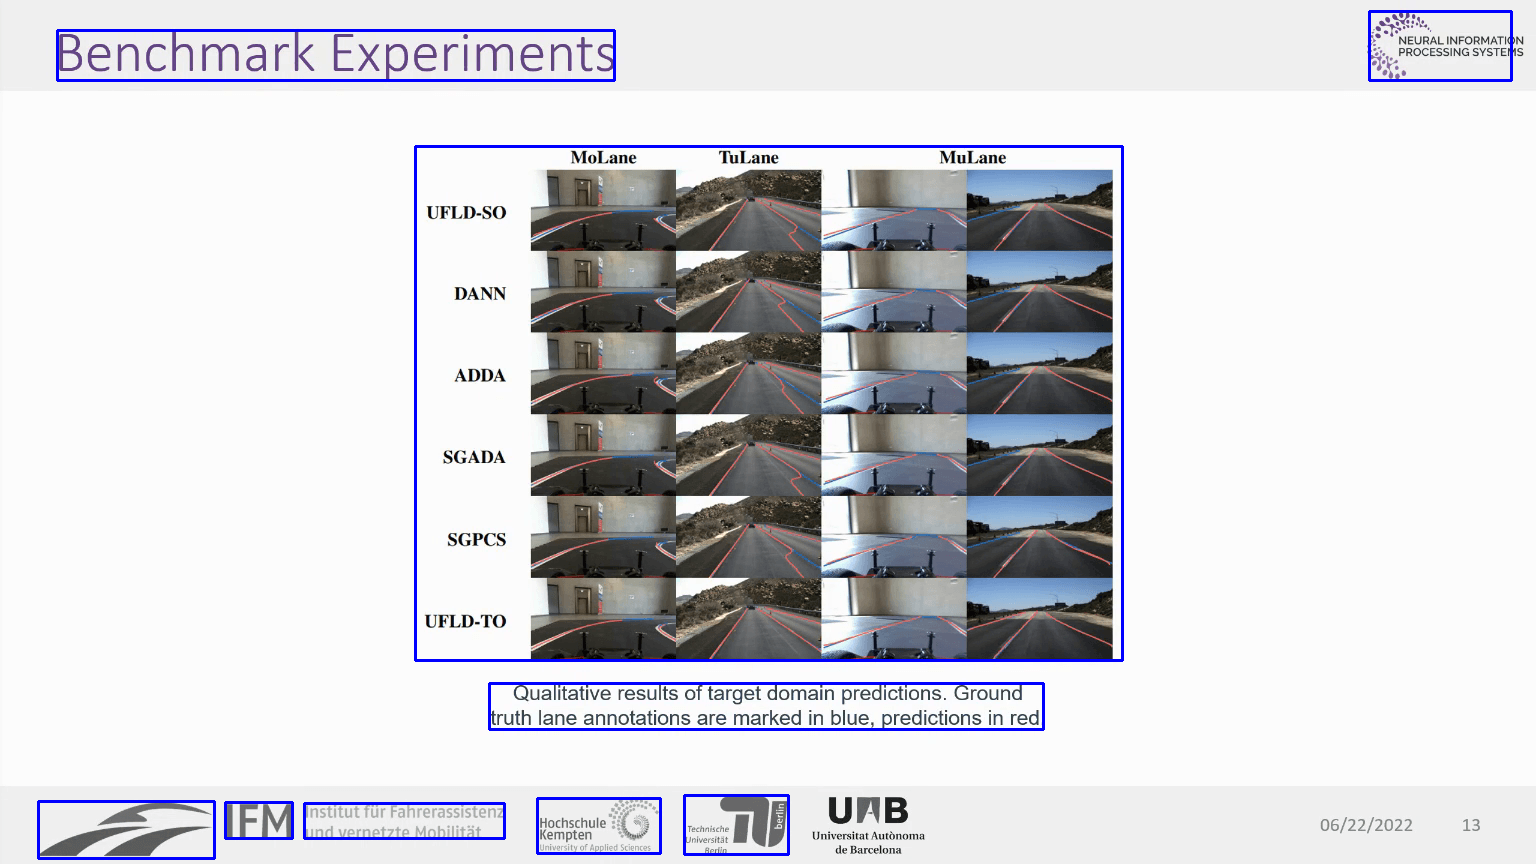 Benchmark Experiments
NEURAL INFORMATION
PROCESSING SYSTEMS
MoLane TuLane MuLane
UFLD-SO
DANN
ADDA
SGADA
SGPCS
UFLD-TO
Qualitative results of target domain predictions. Ground
truth lane annotations are marked in blue, predictions in red
IFM
Institut für Fahrerassistenz
und vernetzte Mobilität
Hochschule
Kempten
University of Applied Sciences
Technische
Universität
Berlin
berlin
UAB
Universitat Autònoma
de Barcelona
06/22/2022 13